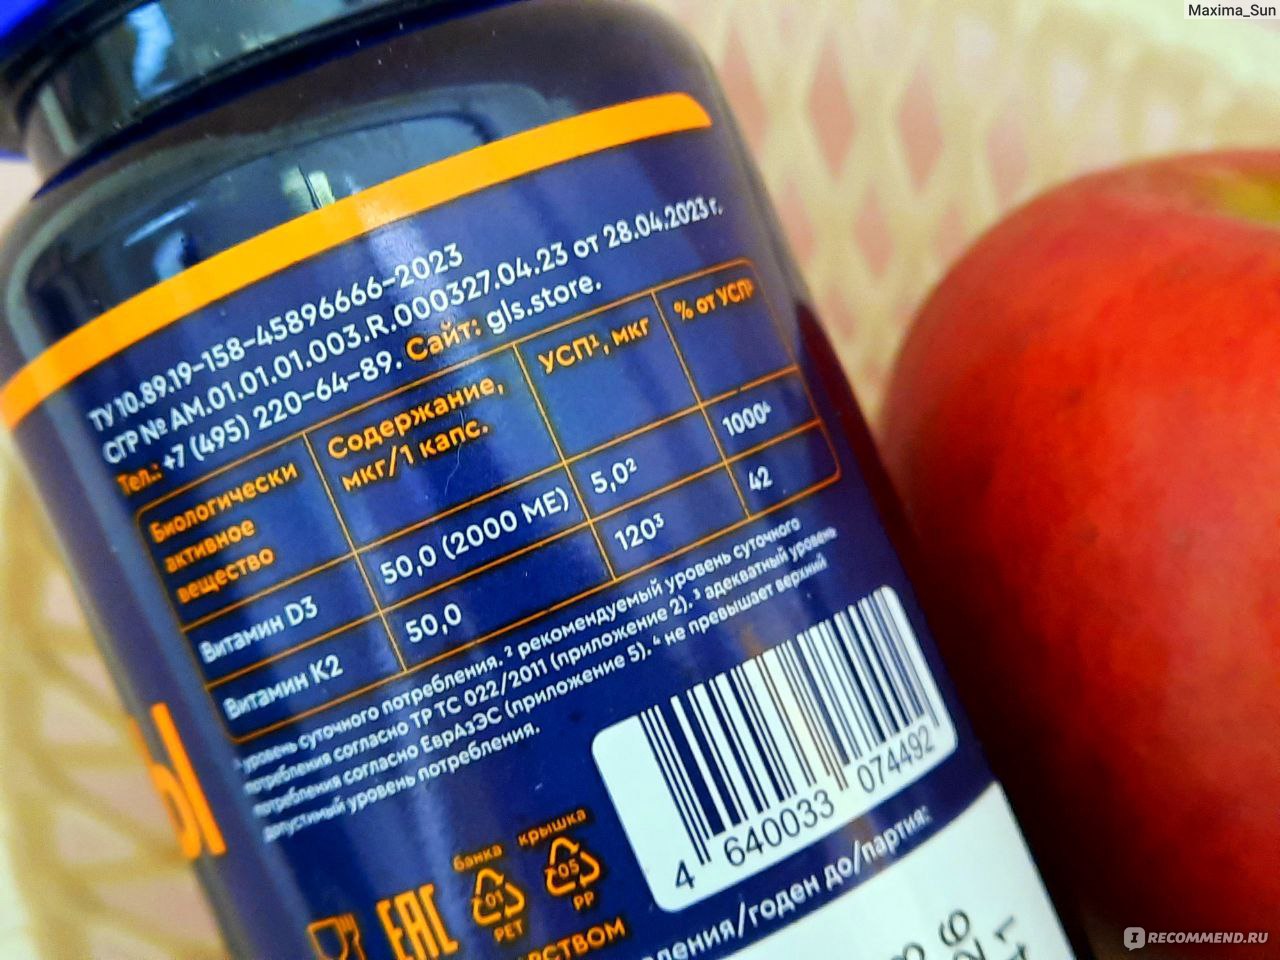 Maxima_Sun
ТУ 10.89.19-158-45896666-2023
СГР № AM.01.01.01.003.R.000327.04.23 от 28.04.2023 г.
Тел.: +7 (495) 220-64-89. Сайт: gls.store.
Биологически активное вещество
Содержание, мкг/1 капс.
УСП¹, мкг
% от УСП¹
Витамин D3 50,0 (2000 МЕ) 5,0² 1000⁴
Витамин К2 50,0 120³ 42
¹ уровень суточного потребления. ² рекомендуемый уровень суточного
потребления согласно ТР ТС 022/2011 (приложение 2). ³ адекватный уровень
потребления согласно ЕврАзЭС (приложение 5). ⁴ не превышает верхний
допустимый уровень потребления.
4 640033 074492
банка крышка
01 05
PET PP
EAC
годен до/партия:
IRECOMMEND.RU